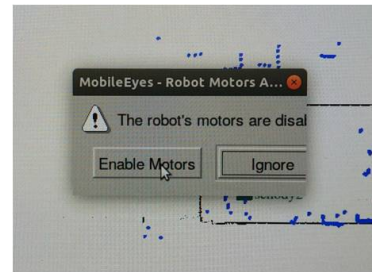 MobileEyes - Robot Motors A...
The robot's motors are disal
Enable Motors
Ignore